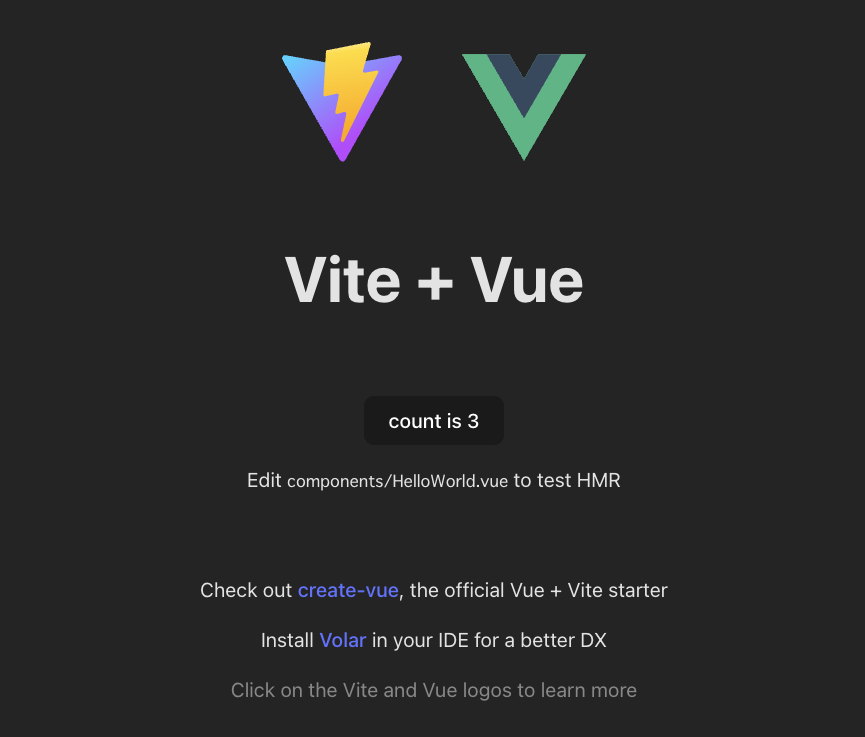 Vite + Vue
count is 3
Edit components/HelloWorld.vue to test HMR
Check out create-vue, the official Vue + Vite starter
Install Volar in your IDE for a better DX
Click on the Vite and Vue logos to learn more